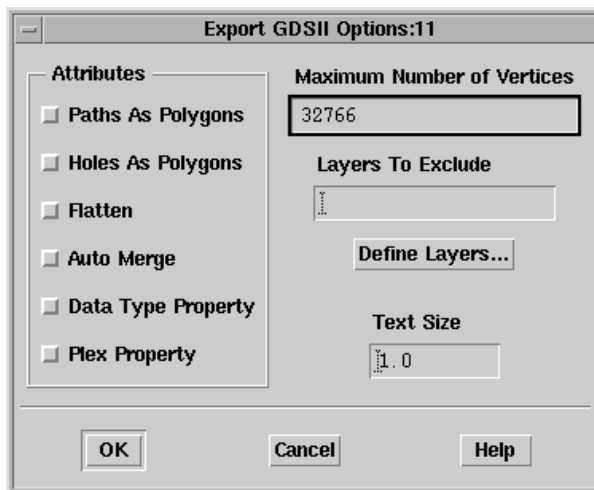 Export GDSII Options:11
Attributes
Paths As Polygons
Holes As Polygons
Flatten
Auto Merge
Data Type Property
Plex Property
Maximum Number of Vertices
32766
Layers To Exclude
Define Layers...
Text Size
1.0
OK
Cancel
Help